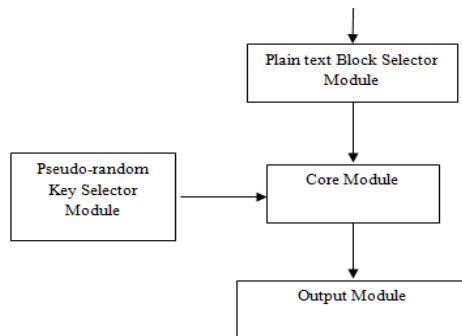 Plain text Block Selector
Module
Pseudo-random
Key Selector
Module
Core Module
Output Module